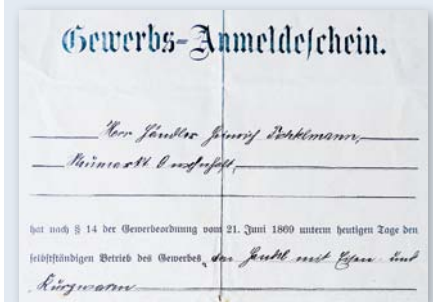 Gewerbs-Anmeldeschein.
Herr Händler Heinrich
Neumarkt
hat nach § 14 der Gewerbeordnung vom 21. Juni 1869 unterm heutigen Tage den
selbstständigen Betrieb des Gewerbes, den Handel mit Eisen und
Kurzwaren